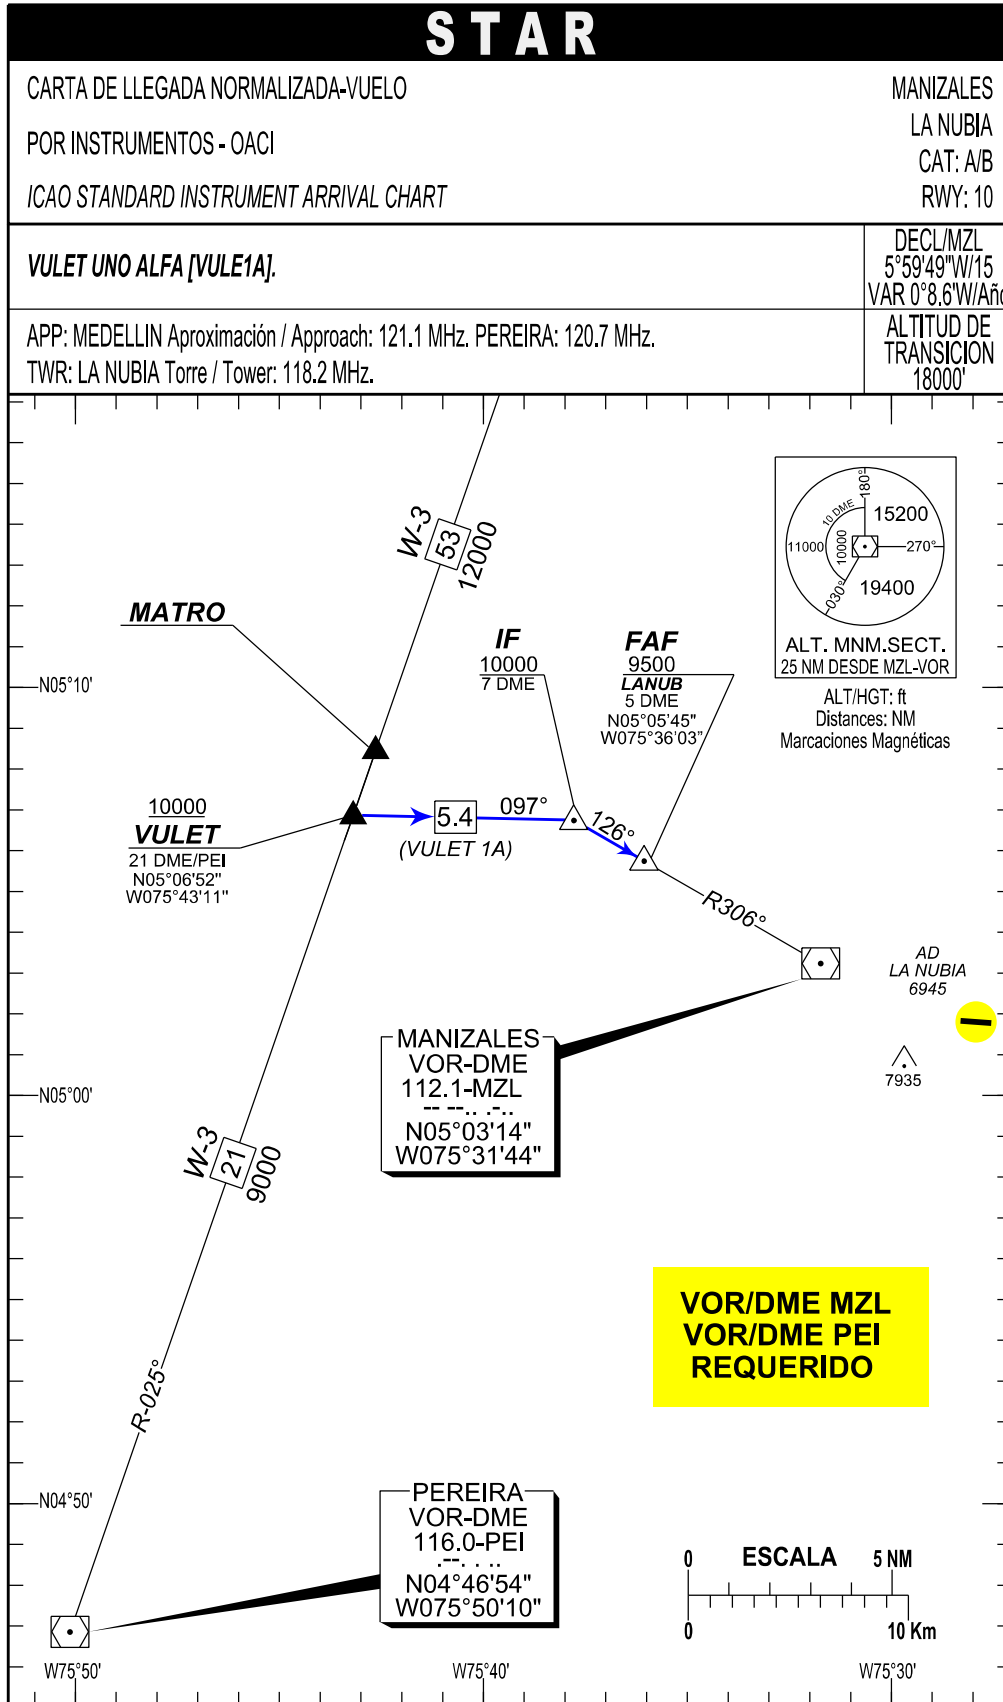 STAR
CARTA DE LLEGADA NORMALIZADA-VUELO
POR INSTRUMENTOS - OACI
ICAO STANDARD INSTRUMENT ARRIVAL CHART
MANIZALES
LA NUBIA
CAT: A/B
RWY: 10
VULET UNO ALFA [VULE1A].
DECL/MZL
5°59'49"W/15
VAR 0°8.6'W/Año
APP: MEDELLIN Aproximación / Approach: 121.1 MHz. PEREIRA: 120.7 MHz.
TWR: LA NUBIA Torre / Tower: 118.2 MHz.
ALTITUD DE
TRANSICION
18000'
W-3
53
12000
180°
10 DME
15200
11000
10000
270°
030°
19400
ALT. MNM.SECT.
25 NM DESDE MZL-VOR
ALT/HGT: ft
Distances: NM
Marcaciones Magnéticas
MATRO
IF
10000
7 DME
FAF
9500
LANUB
5 DME
N05°05'45"
W075°36'03"
N05°10'
10000
VULET
21 DME/PEI
N05°06'52"
W075°43'11"
5.4
097°
(VULET 1A)
126°
R306°
AD
LA NUBIA
6945
7935
MANIZALES
VOR-DME
112.1-MZL
-- --.. .-..
N05°03'14"
W075°31'44"
N05°00'
W-3
21
9000
VOR/DME MZL
VOR/DME PEI
REQUERIDO
R-025°
N04°50'
PEREIRA
VOR-DME
116.0-PEI
.--. . ..
N04°46'54"
W075°50'10"
0 ESCALA 5 NM
0 10 Km
W75°50'
W75°40'
W75°30'